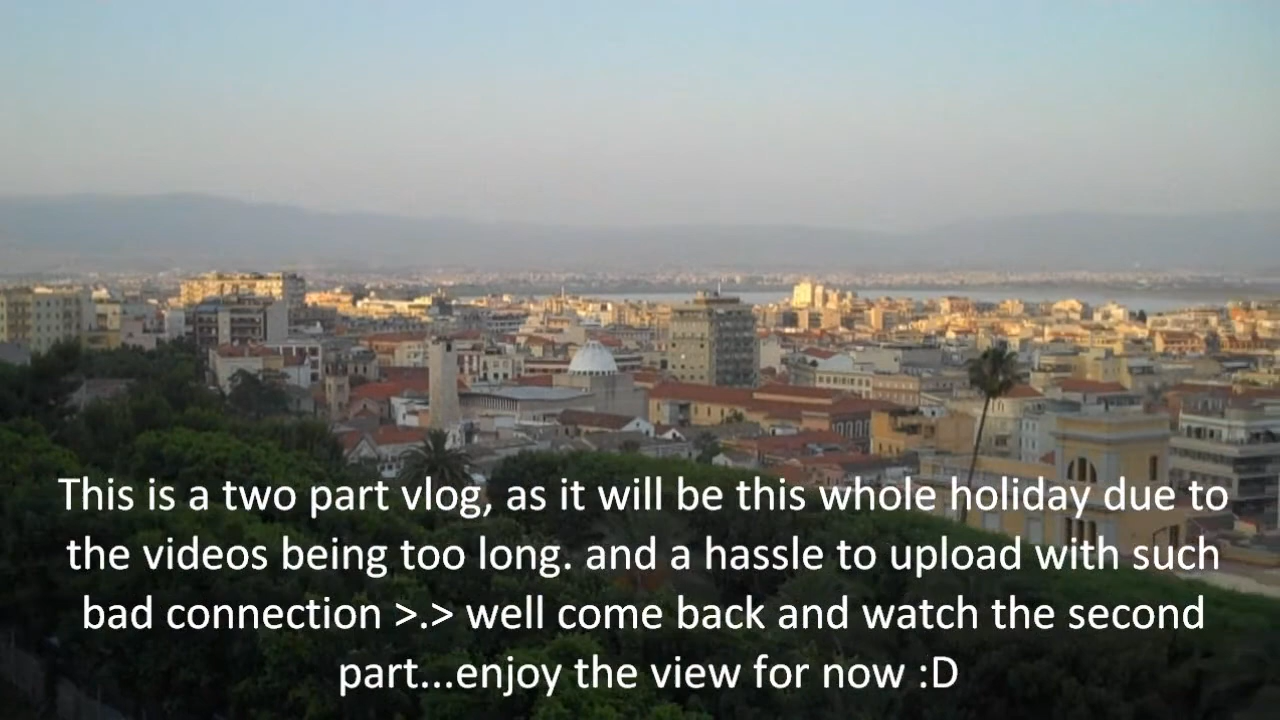 This is a two part vlog, as it will be this whole holiday due to
the videos being too long. and a hassle to upload with such
bad connection >.> well come back and watch the second
part...enjoy the view for now :D